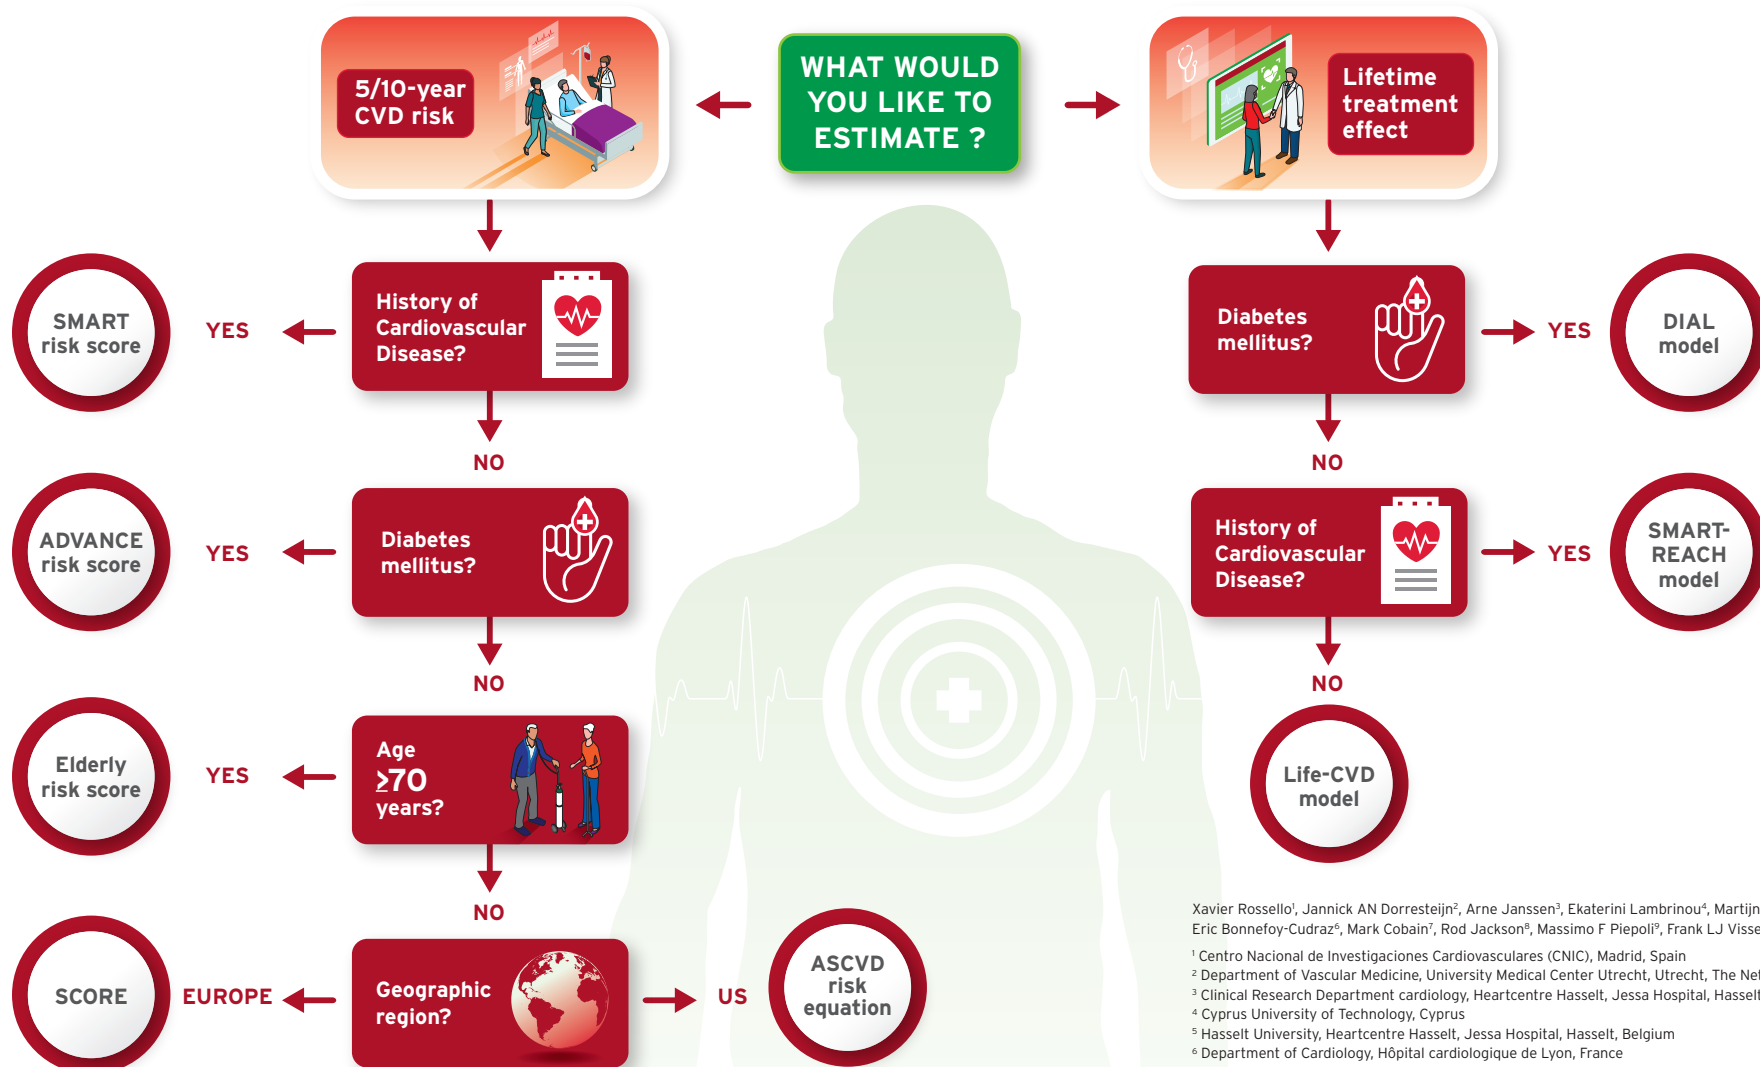 WHAT WOULD
YOU LIKE TO
ESTIMATE ?
5/10-year
CVD risk
History of
Cardiovascular
Disease?
YES
SMART
risk score
NO
Diabetes
mellitus?
YES
ADVANCE
risk score
NO
Age
≥70
years?
YES
Elderly
risk score
NO
Geographic
region?
EUROPE
SCORE
US
ASCVD
risk
equation
Lifetime
treatment
effect
Diabetes
mellitus?
YES
DIAL
model
NO
History of
Cardiovascular
Disease?
YES
SMART-
REACH
model
NO
Life-CVD
model
Xavier Rossello¹, Jannick AN Dorresteijn², Arne Janssen³, Ekaterini Lambrinou⁴, Martijn
Eric Bonnefoy-Cudraz⁶, Mark Cobain⁷, Rod Jackson⁸, Massimo F Piepoli⁹, Frank LJ Visse
¹ Centro Nacional de Investigaciones Cardiovasculares (CNIC), Madrid, Spain
² Department of Vascular Medicine, University Medical Center Utrecht, Utrecht, The Net
³ Clinical Research Department cardiology, Heartcentre Hasselt, Jessa Hospital, Hasselt
⁴ Cyprus University of Technology, Cyprus
⁵ Hasselt University, Heartcentre Hasselt, Jessa Hospital, Hasselt, Belgium
⁶ Department of Cardiology, Hôpital cardiologique de Lyon, France